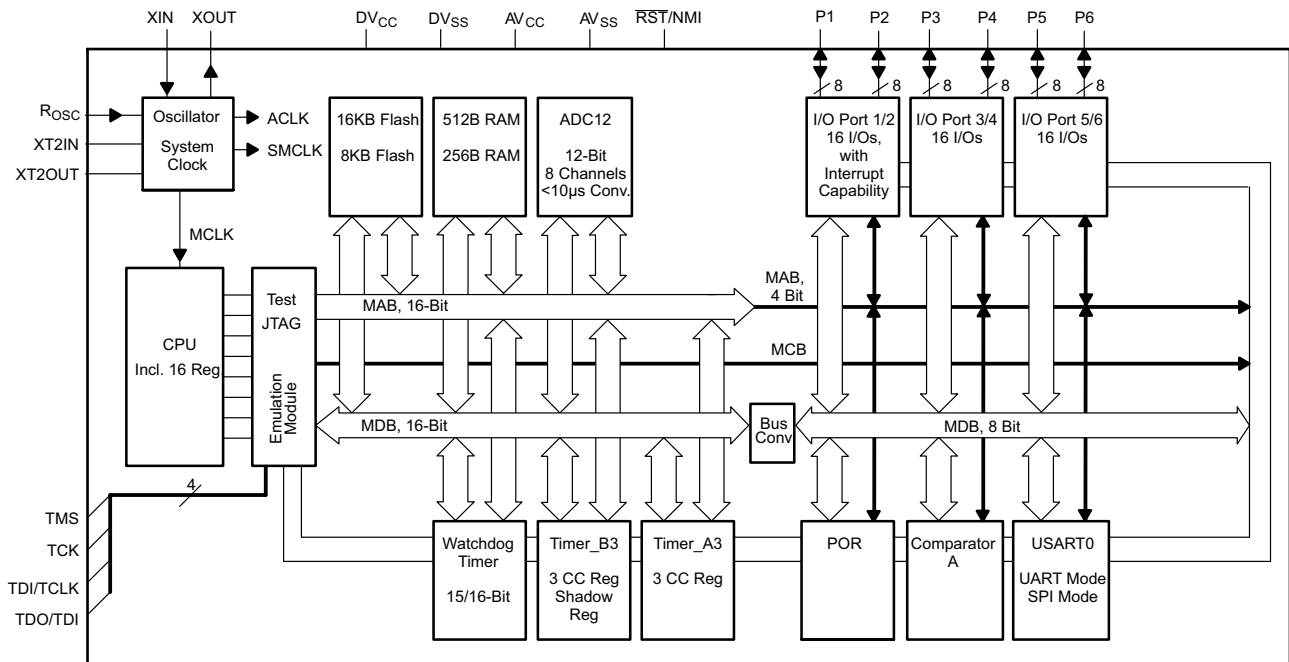 XIN
XOUT
DVCC
DVSS
AVCC
AVSS
RST/NMI
P1
P2
P3
P4
P5
P6
8
8
8
8
8
8
ROSC
XT2IN
XT2OUT
Oscillator
System
Clock
ACLK
SMCLK
16KB Flash
8KB Flash
512B RAM
256B RAM
ADC12
12-Bit
8 Channels
<10µs Conv.
I/O Port 1/2
16 I/Os,
with
Interrupt
Capability
I/O Port 3/4
16 I/Os
I/O Port 5/6
16 I/Os
MCLK
CPU
Incl. 16 Reg.
Test
JTAG
Emulation
Module
MAB, 16-Bit
MAB,
4 Bit
MCB
MDB, 16-Bit
Bus
Conv
MDB, 8 Bit
4
TMS
TCK
TDI/TCLK
TDO/TDI
Watchdog
Timer
15/16-Bit
Timer_B3
3 CC Reg
Shadow
Reg
Timer_A3
3 CC Reg
POR
Comparator
A
USART0
UART Mode
SPI Mode